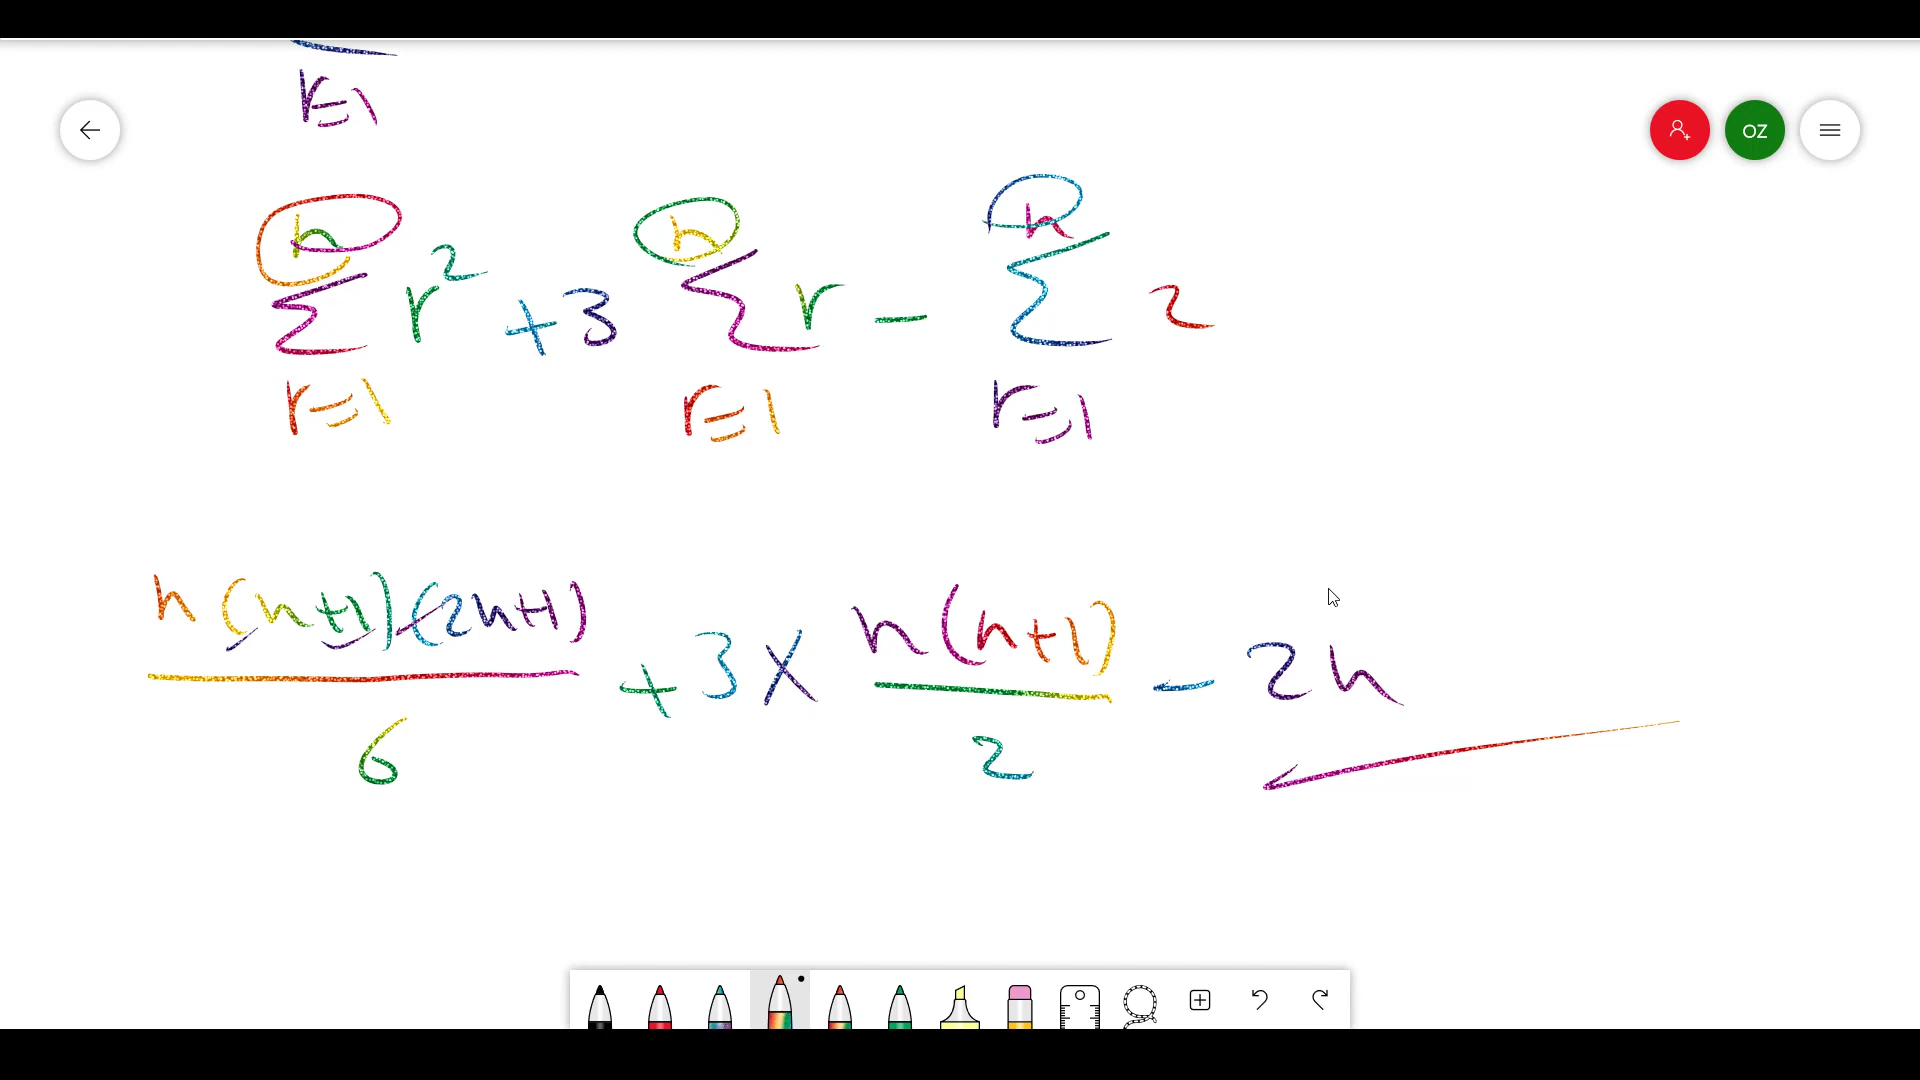 r=1
OZ
n n n
∑ r² + 3 ∑ r - ∑ 2
r=1 r=1 r=1
n(n+1)(2n+1) + 3 × n(n+1) - 2n
6 2